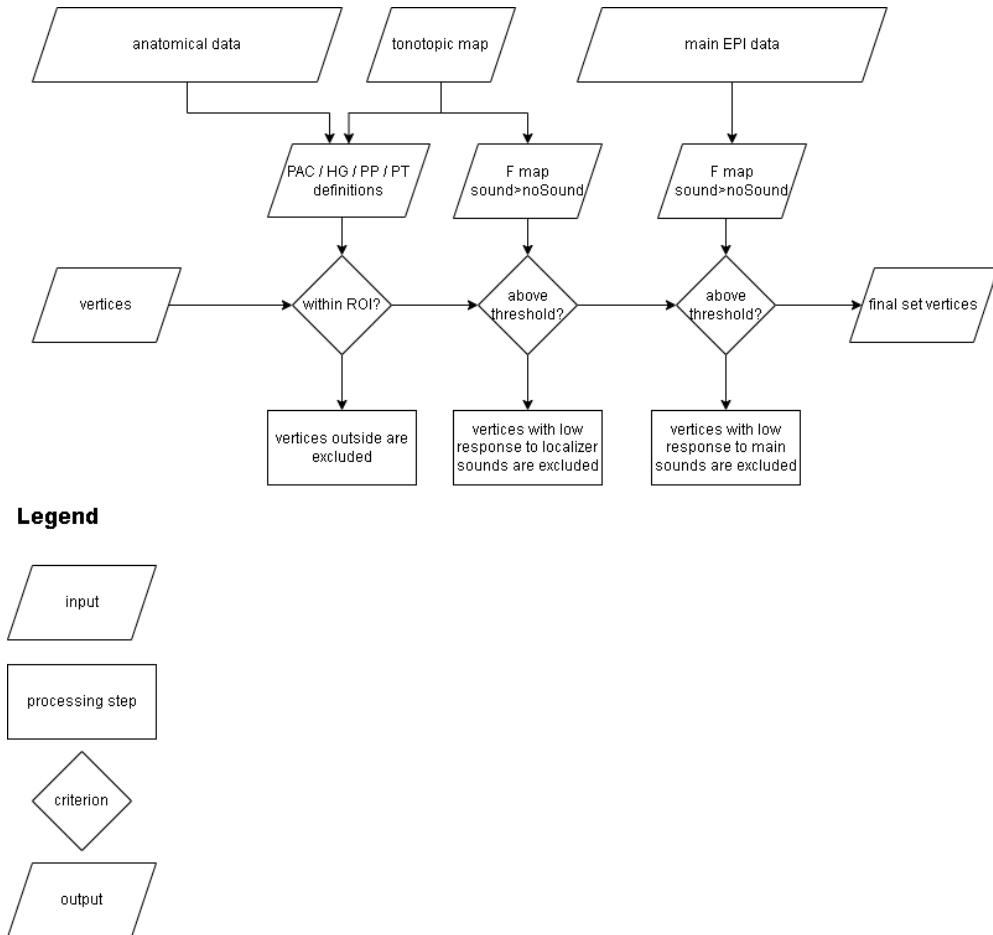 anatomical data
tonotopic map
main EPI data
PAC / HG / PP / PT
definitions
F map
sound>noSound
F map
sound>noSound
vertices
within ROI?
above
threshold?
above
threshold?
final set vertices
vertices outside are
excluded
vertices with low
response to localizer
sounds are excluded
vertices with low
response to main
sounds are excluded
Legend
input
processing step
criterion
output